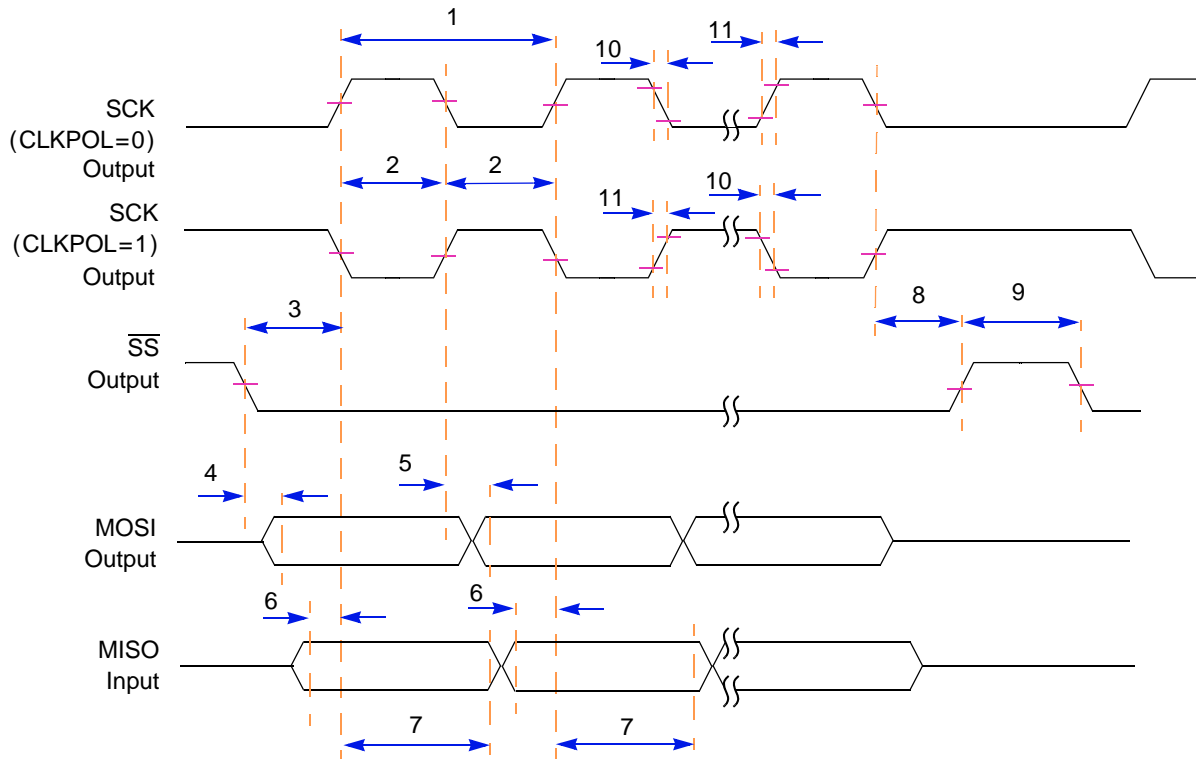 1
10
11
SCK
(CLKPOL=0)
Output
2
2
10
11
SCK
(CLKPOL=1)
Output
3
8
9
SS
Output
4
5
MOSI
Output
6
6
MISO
Input
7
7